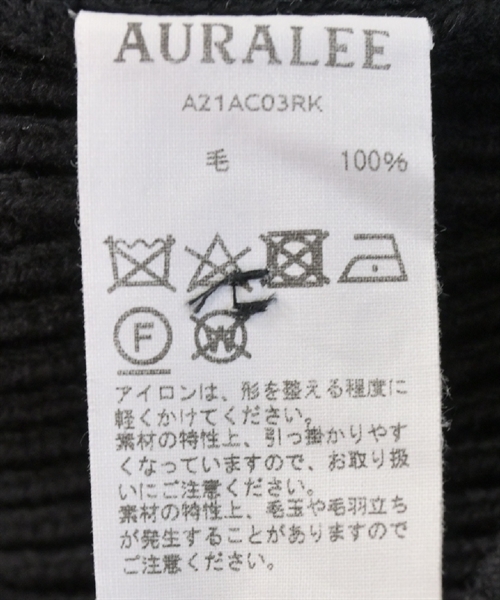 AURALEE
A21AC03RK
毛 100%
F W
アイロンは、形を整える程度に
軽くかけてください。
素材の特性上、引っ掛かりやす
くなっていますので、お取り扱
いにご注意ください。
素材の特性上、毛玉や毛羽立ち
が発生することがありますので
ご注意ください。